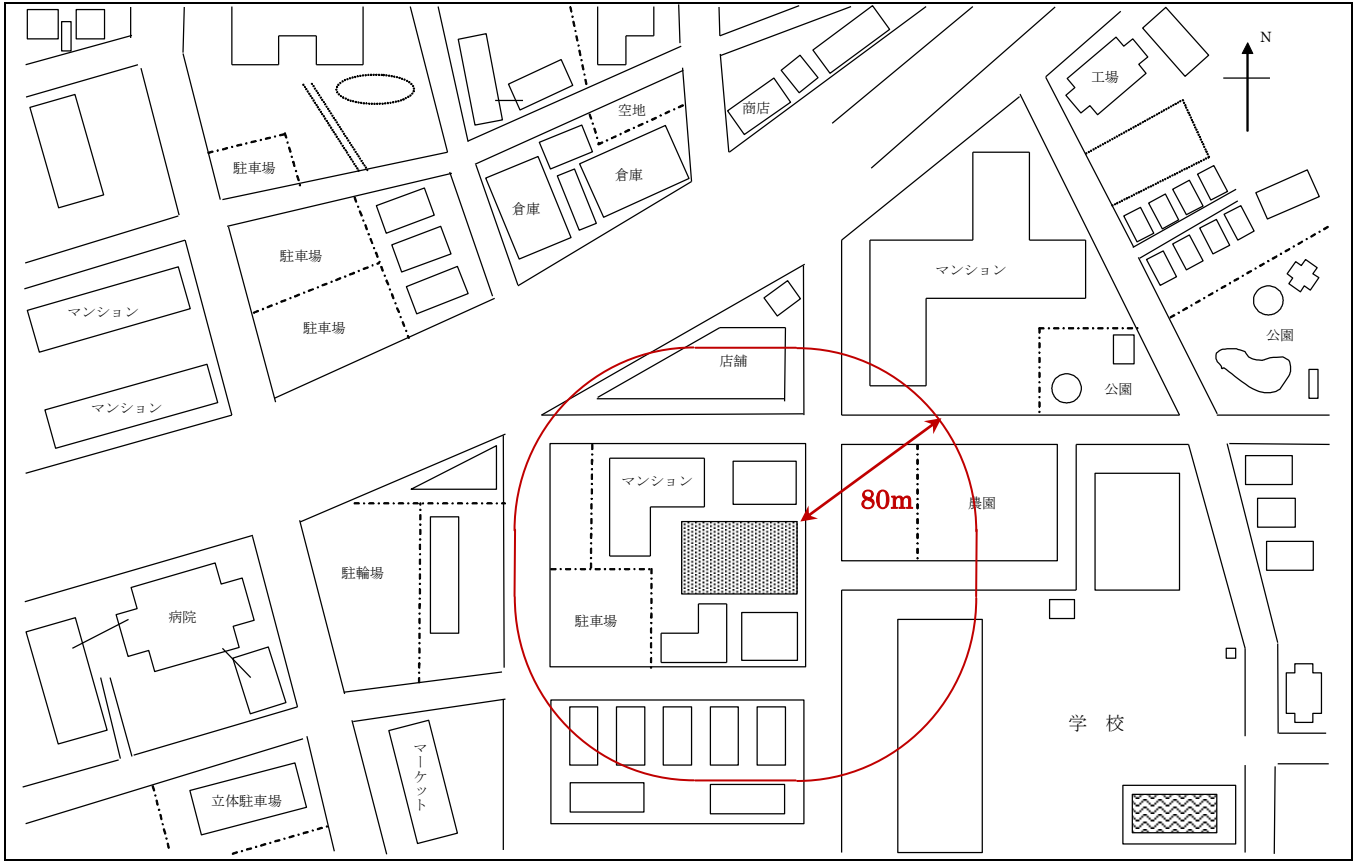 N
工場
空地
商店
駐車場
倉庫
倉庫
駐車場
マンション
マンション
駐車場
公園
店舗
公園
マンション
マンション
80m
農園
駐輪場
病院
駐車場
学 校
マーケット
立体駐車場